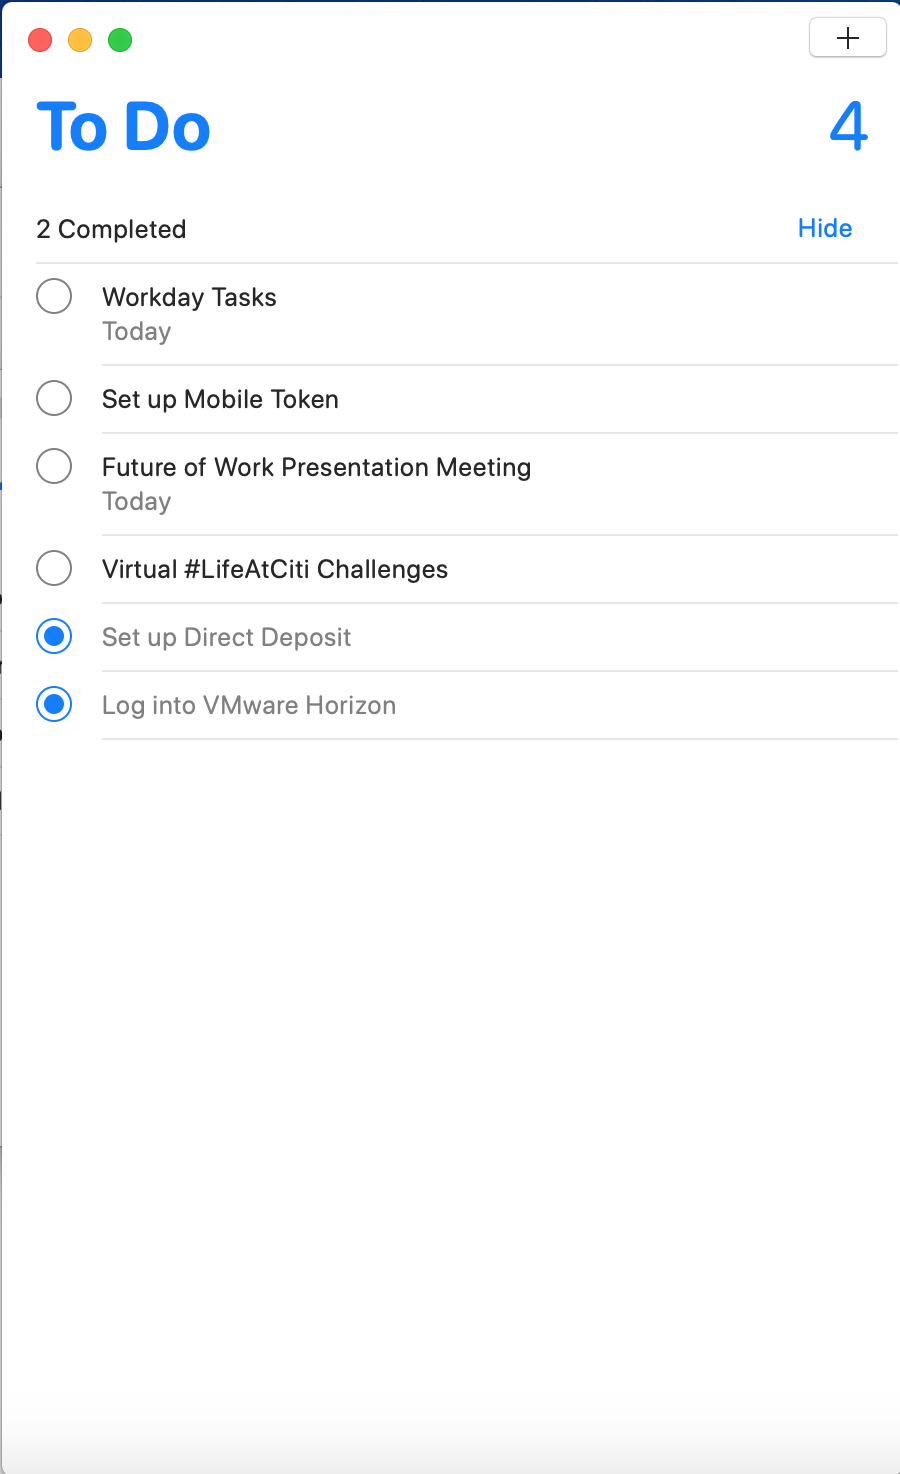 To Do
4
2 Completed
Hide
Workday Tasks
Today
Set up Mobile Token
Future of Work Presentation Meeting
Today
Virtual #LifeAtCiti Challenges
Set up Direct Deposit
Log into VMware Horizon